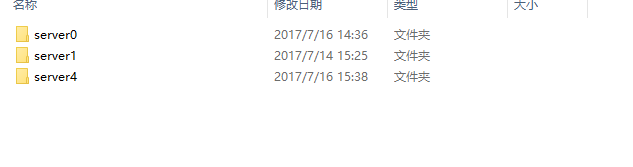 名称 修改日期 类型 大小
server0 2017/7/16 14:36 文件夹
server1 2017/7/14 15:25 文件夹
server4 2017/7/16 15:38 文件夹